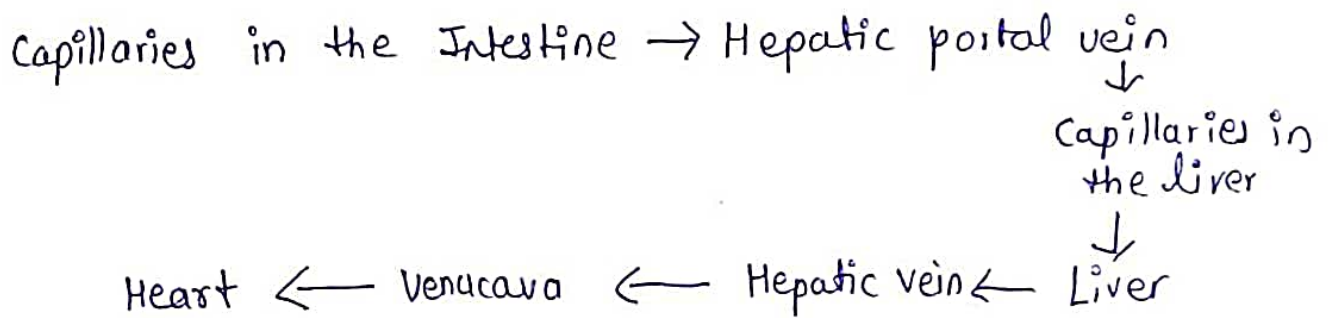 Capillaries in the Intestine → Hepatic portal vein
↓
Capillaries in
the liver
↓
Heart ← Venacava ← Hepatic vein ← Liver